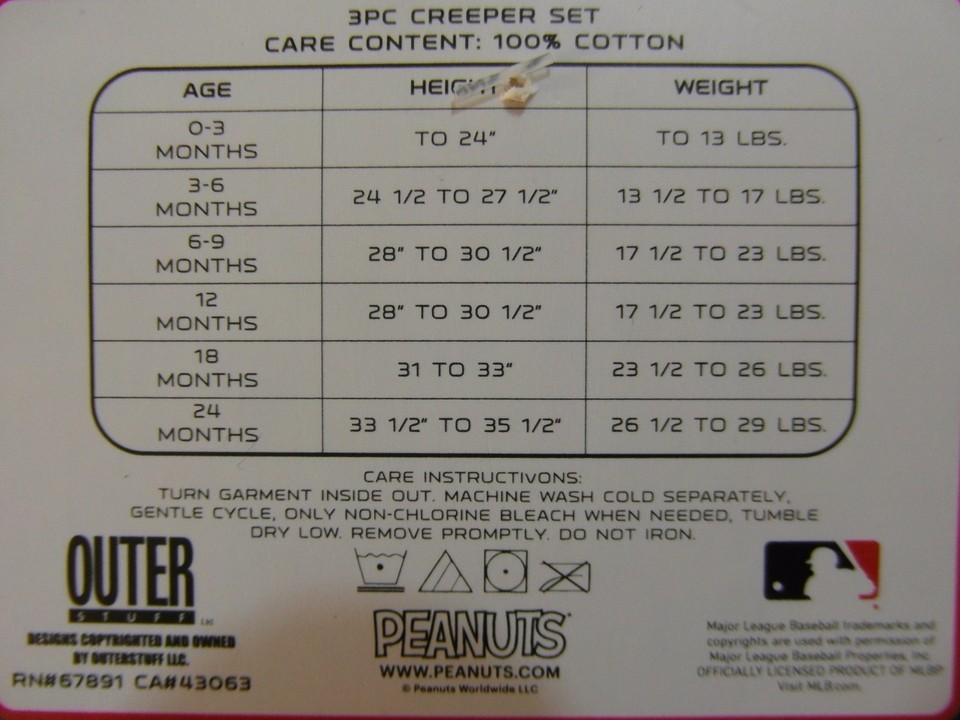 3PC CREEPER SET
CARE CONTENT: 100% COTTON
AGE HEIGHT WEIGHT
0-3 MONTHS TO 24" TO 13 LBS.
3-6 MONTHS 24 1/2 TO 27 1/2" 13 1/2 TO 17 LBS.
6-9 MONTHS 28" TO 30 1/2" 17 1/2 TO 23 LBS.
12 MONTHS 28" TO 30 1/2" 17 1/2 TO 23 LBS.
18 MONTHS 31 TO 33" 23 1/2 TO 26 LBS.
24 MONTHS 33 1/2" TO 35 1/2" 26 1/2 TO 29 LBS.
CARE INSTRUCTIVONS:
TURN GARMENT INSIDE OUT. MACHINE WASH COLD SEPARATELY,
GENTLE CYCLE, ONLY NON-CHLORINE BLEACH WHEN NEEDED, TUMBLE
DRY LOW. REMOVE PROMPTLY. DO NOT IRON.
OUTER
STUFF Ltd
DESIGNS COPYRIGHTED AND OWNED
BY OUTERSTUFF LLC.
RN#67891 CA#43063
PEANUTS
WWW.PEANUTS.COM
© Peanuts Worldwide LLC
Major League Baseball trademarks and
copyrights are used with permission of
Major League Baseball Properties, Inc.
OFFICIALLY LICENSED PRODUCT OF MLBP
Visit MLB.com.